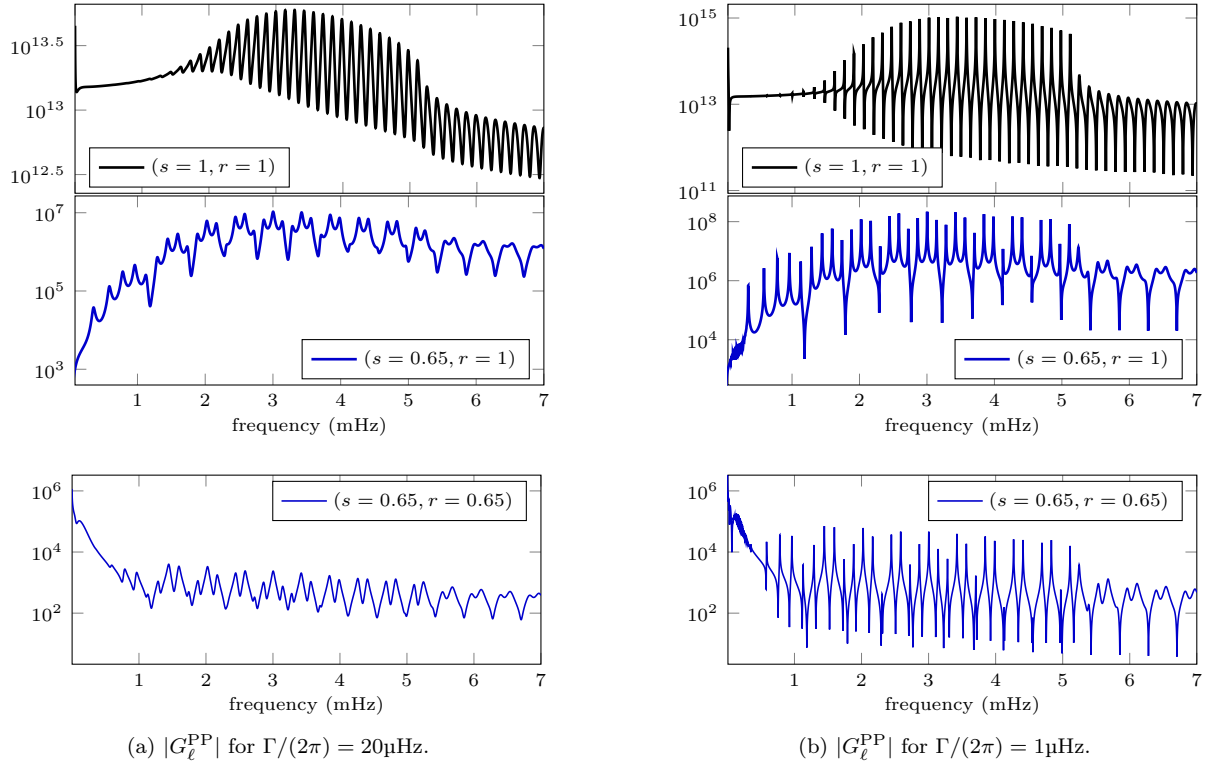 10^13.5
10^13
10^12.5
(s = 1, r = 1)
10^7
10^5
10^3
(s = 0.65, r = 1)
1 2 3 4 5 6 7
frequency (mHz)
10^6
10^4
10^2
(s = 0.65, r = 0.65)
1 2 3 4 5 6 7
frequency (mHz)
(a) |G_ℓ^PP| for Γ/(2π) = 20µHz.
10^15
10^13
10^11
(s = 1, r = 1)
10^8
10^6
10^4
(s = 0.65, r = 1)
1 2 3 4 5 6 7
frequency (mHz)
10^6
10^4
10^2
(s = 0.65, r = 0.65)
1 2 3 4 5 6 7
frequency (mHz)
(b) |G_ℓ^PP| for Γ/(2π) = 1µHz.